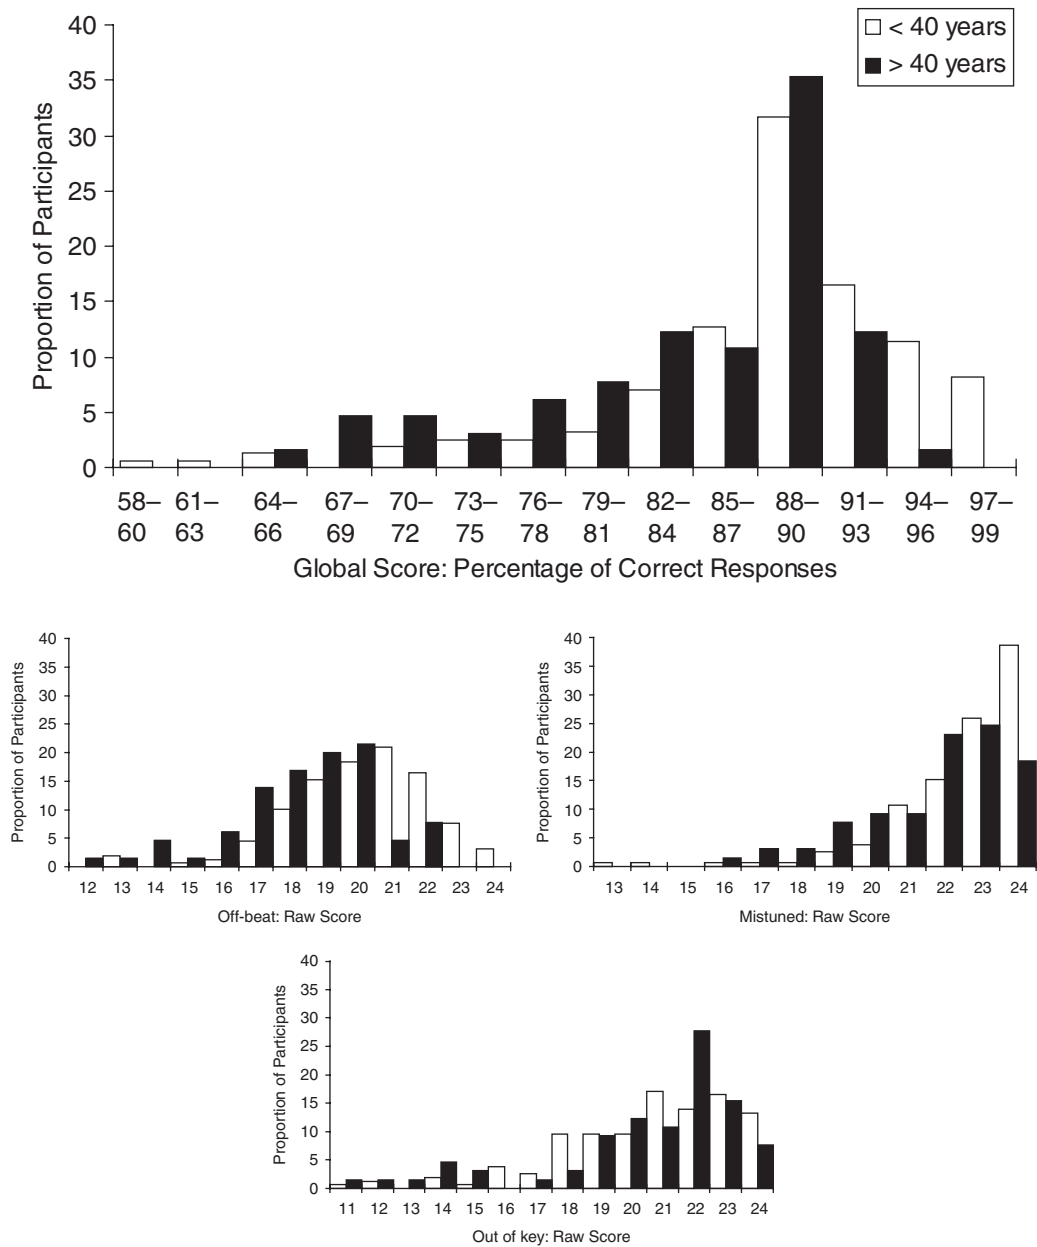 40
35
30
25
20
15
10
5
0
Proportion of Participants
< 40 years
> 40 years
58– 61– 64– 67– 70– 73– 76– 79– 82– 85– 88– 91– 94– 97–
60 63 66 69 72 75 78 81 84 87 90 93 96 99
Global Score: Percentage of Correct Responses
40
35
30
25
20
15
10
5
0
Proportion of Participants
12 13 14 15 16 17 18 19 20 21 22 23 24
Off-beat: Raw Score
40
35
30
25
20
15
10
5
0
Proportion of Participants
13 14 15 16 17 18 19 20 21 22 23 24
Mistuned: Raw Score
40
35
30
25
20
15
10
5
0
Proportion of Participants
11 12 13 14 15 16 17 18 19 20 21 22 23 24
Out of key: Raw Score